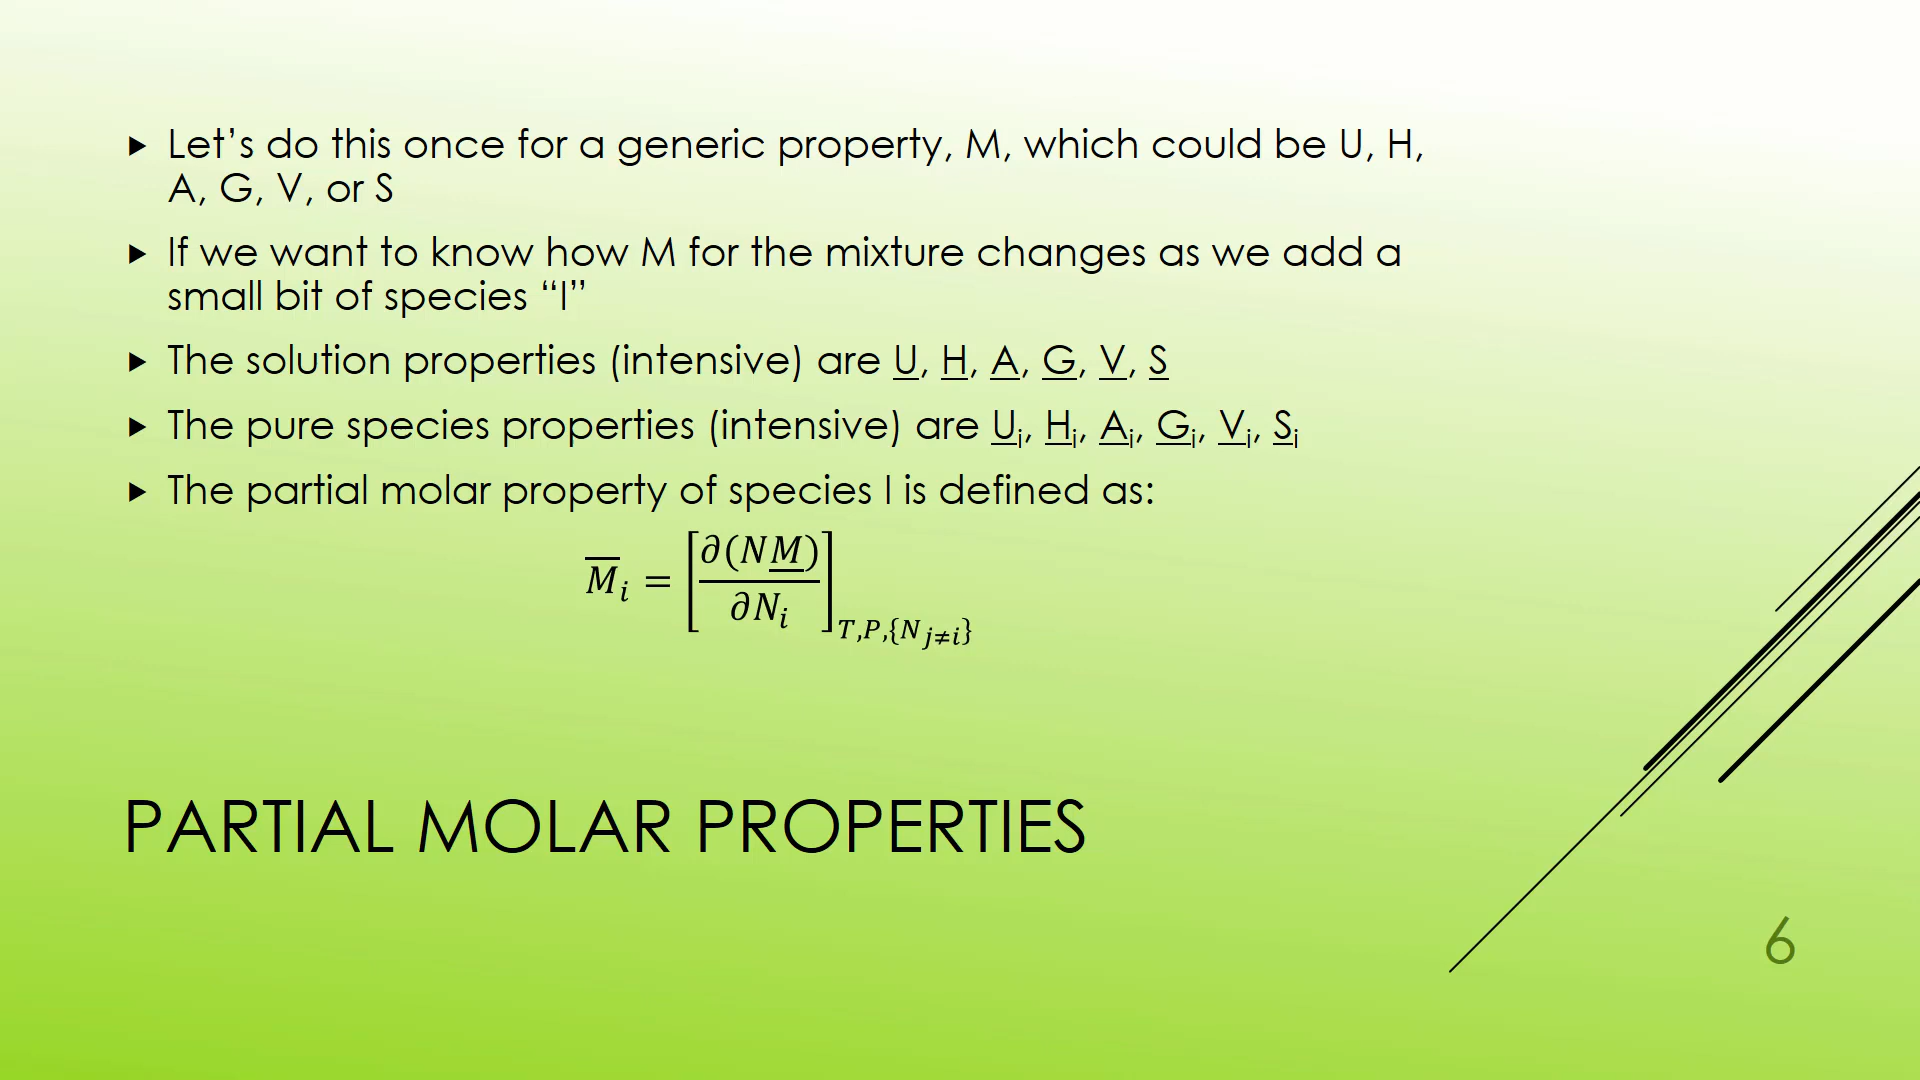 Let’s do this once for a generic property, M, which could be U, H,
A, G, V, or S
If we want to know how M for the mixture changes as we add a
small bit of species “I”
The solution properties (intensive) are U, H, A, G, V, S
The pure species properties (intensive) are Uᵢ, Hᵢ, Aᵢ, Gᵢ, Vᵢ, Sᵢ
The partial molar property of species I is defined as:
M̅ᵢ = [∂(NM)/∂Nᵢ] T,P,{N j≠i}
PARTIAL MOLAR PROPERTIES
6